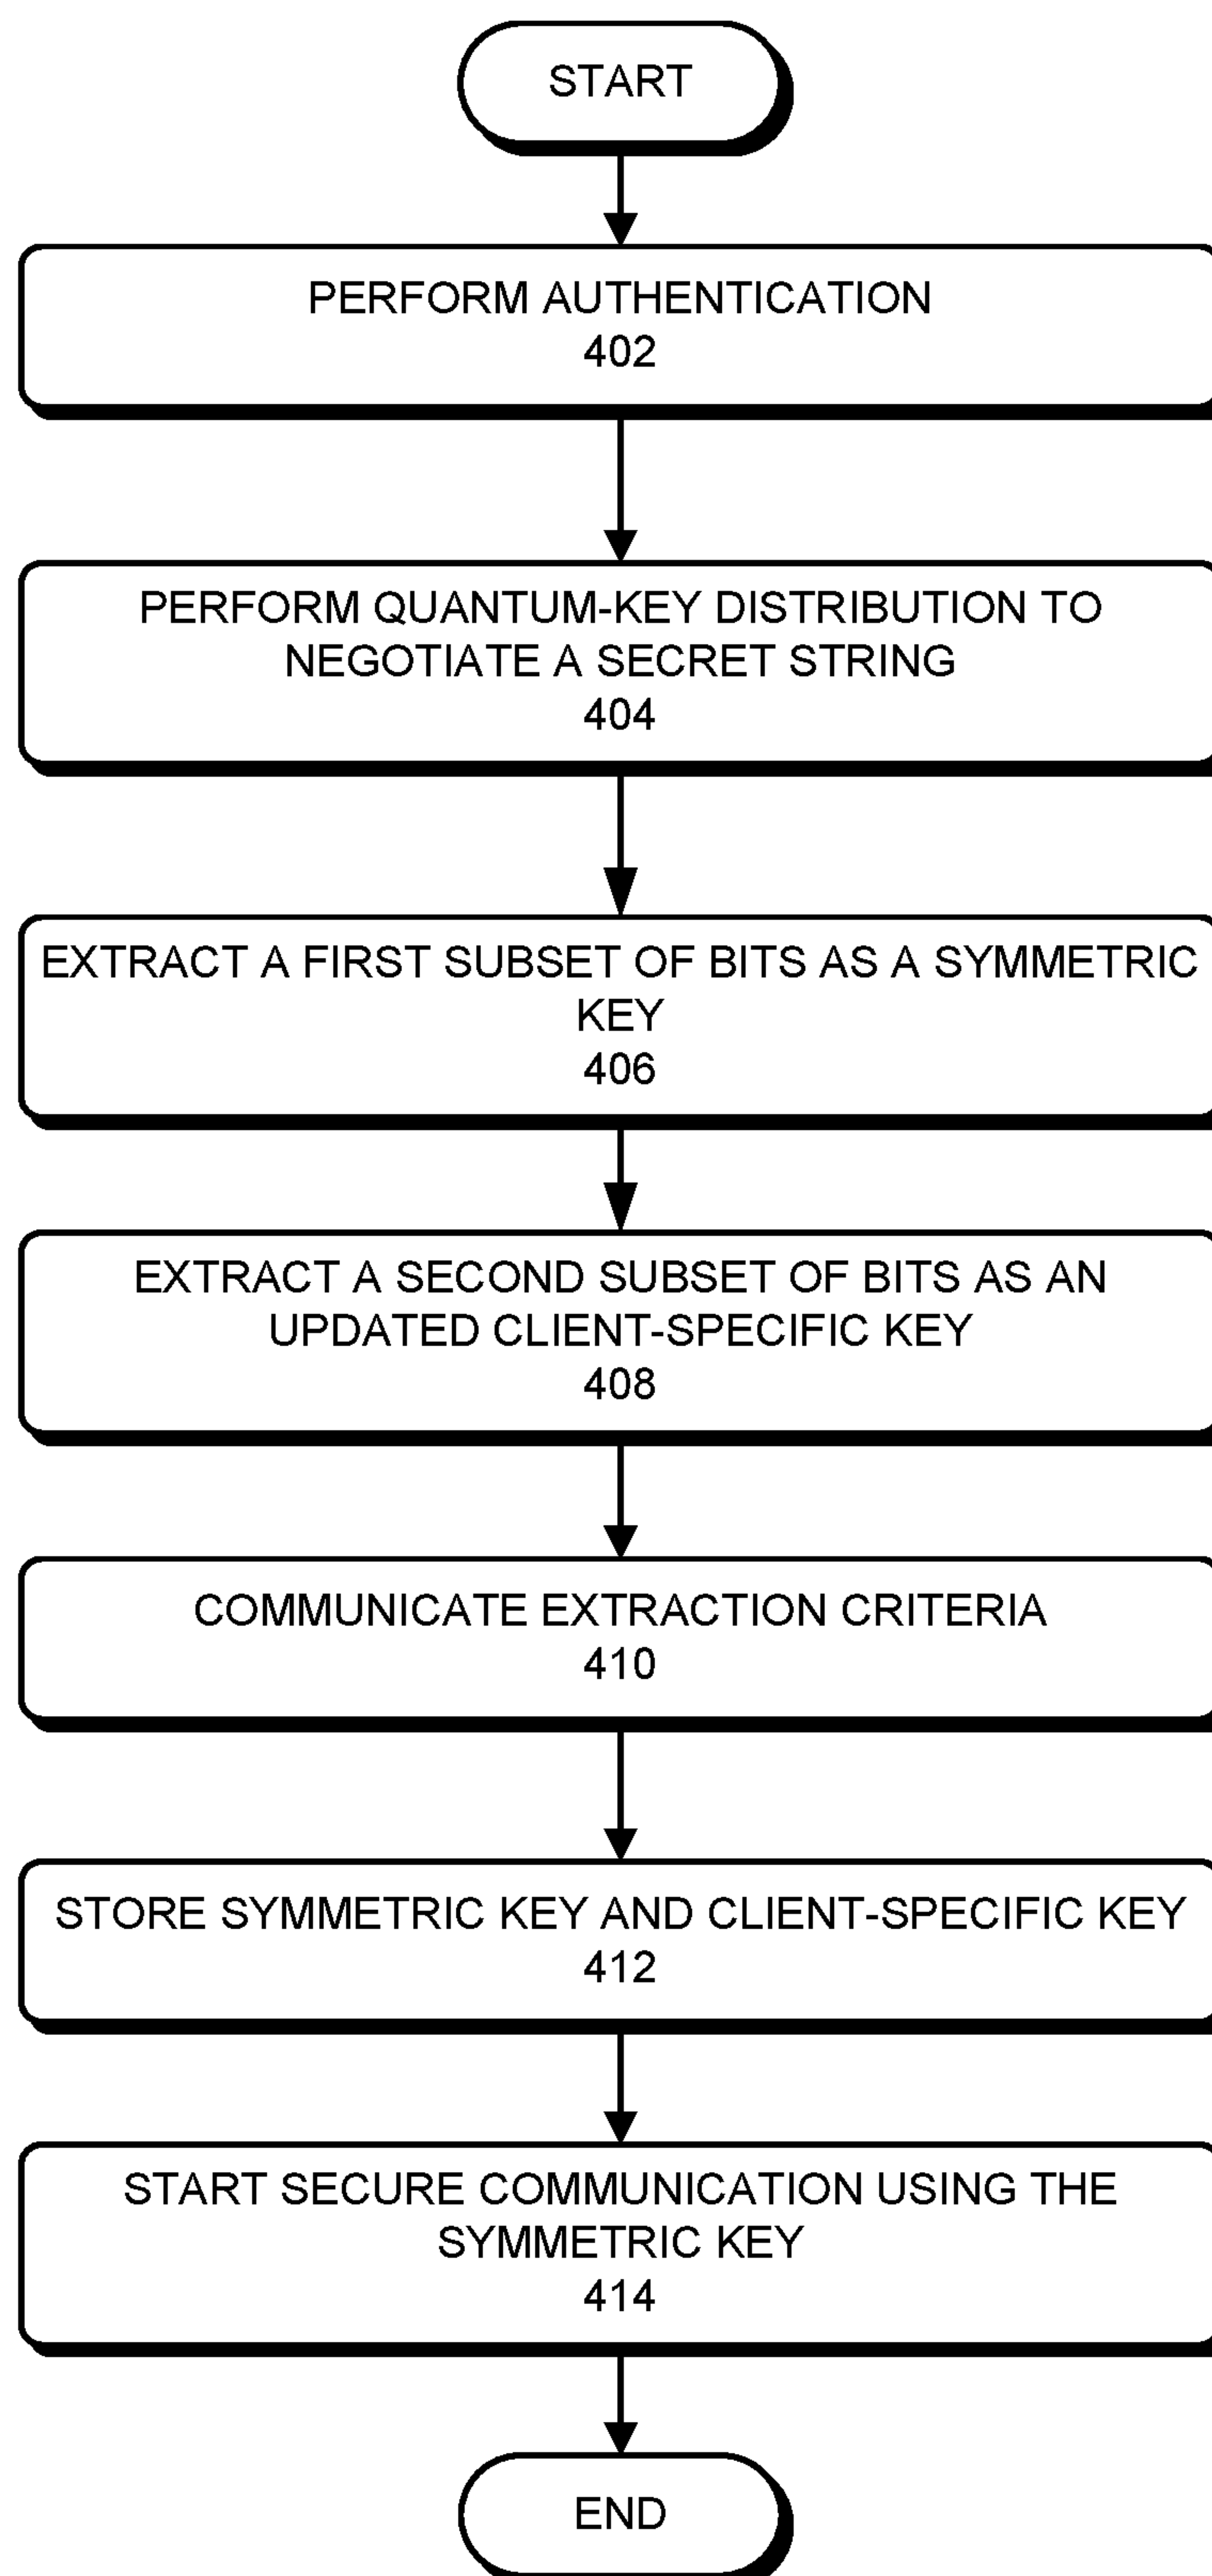 START
PERFORM AUTHENTICATION
402
PERFORM QUANTUM-KEY DISTRIBUTION TO
NEGOTIATE A SECRET STRING
404
EXTRACT A FIRST SUBSET OF BITS AS A SYMMETRIC
KEY
406
EXTRACT A SECOND SUBSET OF BITS AS AN
UPDATED CLIENT-SPECIFIC KEY
408
COMMUNICATE EXTRACTION CRITERIA
410
STORE SYMMETRIC KEY AND CLIENT-SPECIFIC KEY
412
START SECURE COMMUNICATION USING THE
SYMMETRIC KEY
414
END